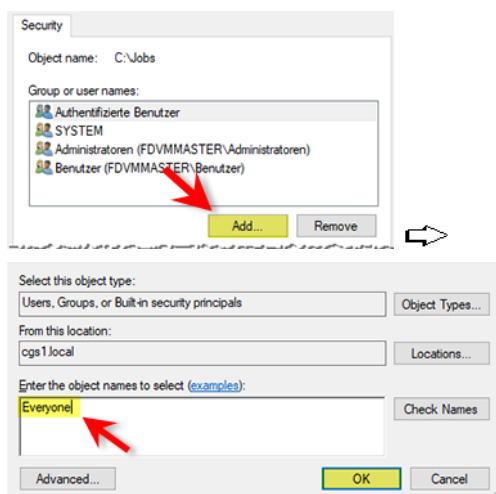 Security
Object name: C:\Jobs
Group or user names:
Authentifizierte Benutzer
SYSTEM
Administratoren (FDVMMASTER\Administratoren)
Benutzer (FDVMMASTER\Benutzer)
Add... Remove
Select this object type:
Users, Groups, or Built-in security principals Object Types...
From this location:
cgs1.local Locations...
Enter the object names to select (examples):
Everyone Check Names
Advanced... OK Cancel